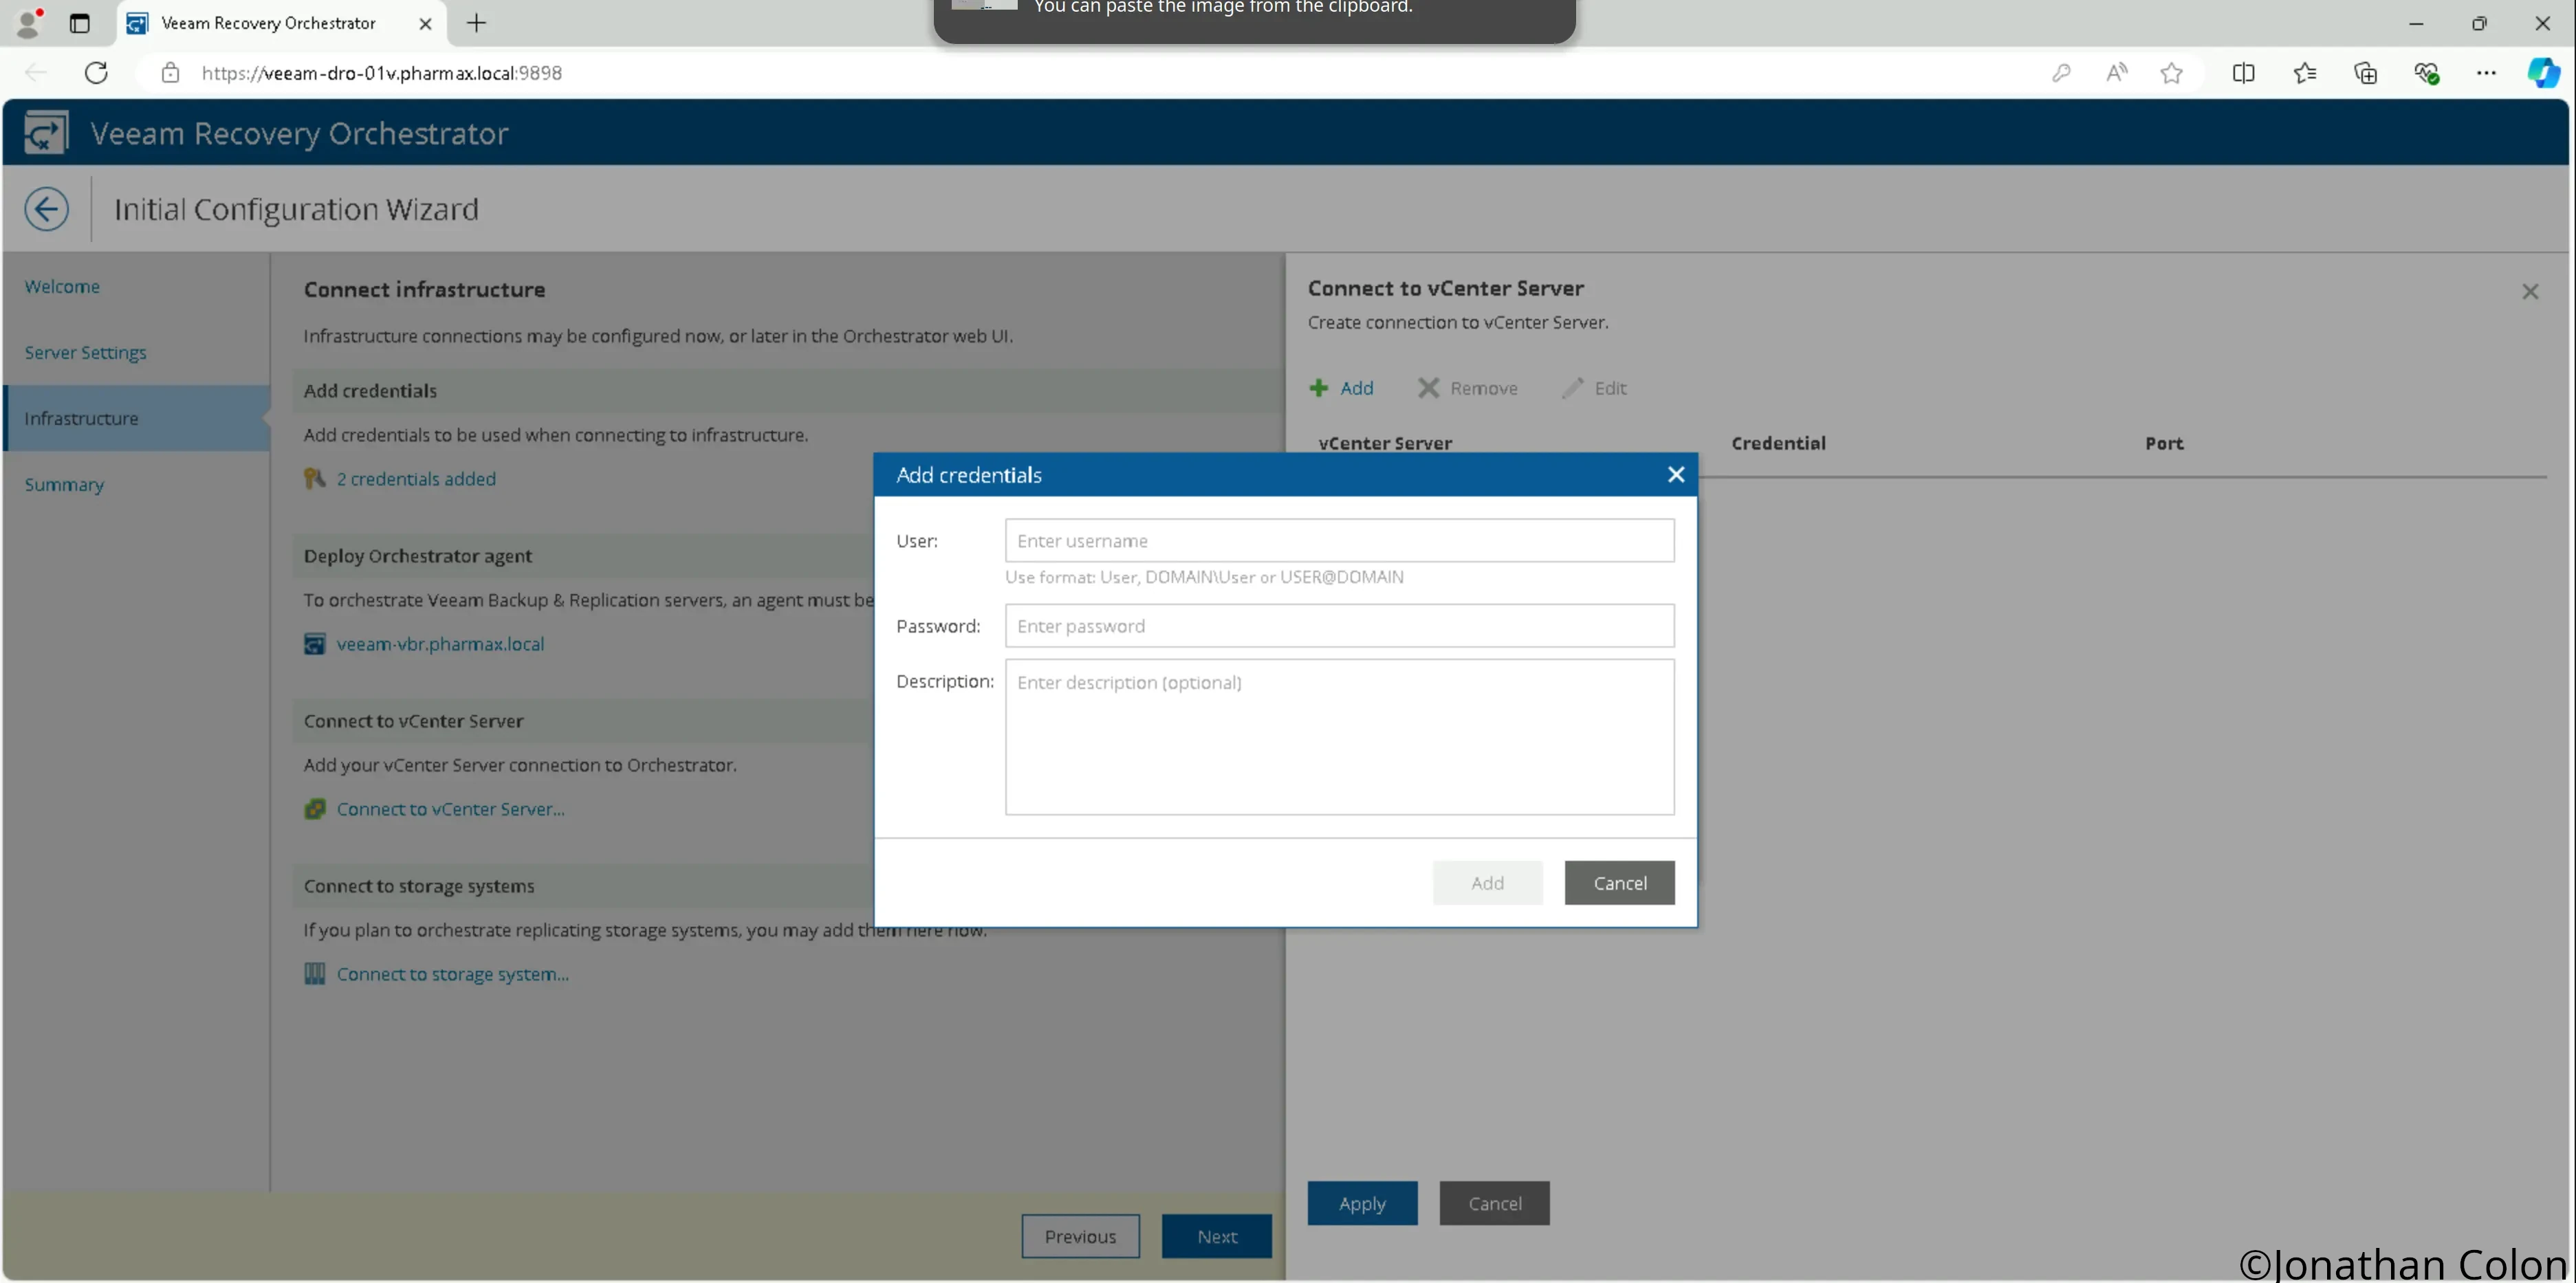 You can paste the image from the clipboard.
Veeam Recovery Orchestrator
https://veeam-dro-01v.pharmax.local:9898
Veeam Recovery Orchestrator
Initial Configuration Wizard
Welcome
Server Settings
Infrastructure
Summary
Connect infrastructure
Infrastructure connections may be configured now, or later in the Orchestrator web UI.
Add credentials
Add credentials to be used when connecting to infrastructure.
2 credentials added
Deploy Orchestrator agent
To orchestrate Veeam Backup & Replication servers, an agent must be
veeam-vbr.pharmax.local
Connect to vCenter Server
Add your vCenter Server connection to Orchestrator.
Connect to vCenter Server...
Connect to storage systems
If you plan to orchestrate replicating storage systems, you may add them here now.
Connect to storage system...
Previous
Next
Connect to vCenter Server
Create connection to vCenter Server.
Add Remove Edit
vCenter Server Credential Port
Add credentials
User: Enter username
Use format: User, DOMAIN\User or USER@DOMAIN
Password: Enter password
Description: Enter description (optional)
Add Cancel
Apply Cancel
©Jonathan Colon